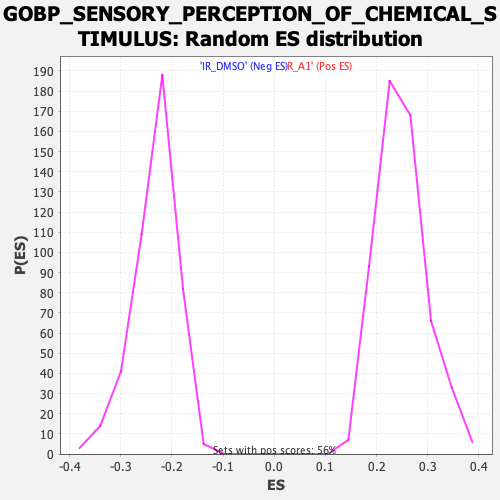 GOBP_SENSORY_PERCEPTION_OF_CHEMICAL_S
TIMULUS: Random ES distribution
'IR_DMSO' (Neg ES)R_A1' (Pos ES)
190
180
170
160
150
140
130
120
110
100
90
80
70
60
50
40
30
20
10
0
P(ES)
Sets with pos scores: 56%
-0.4 -0.3 -0.2 -0.1 0.0 0.1 0.2 0.3 0.4
ES